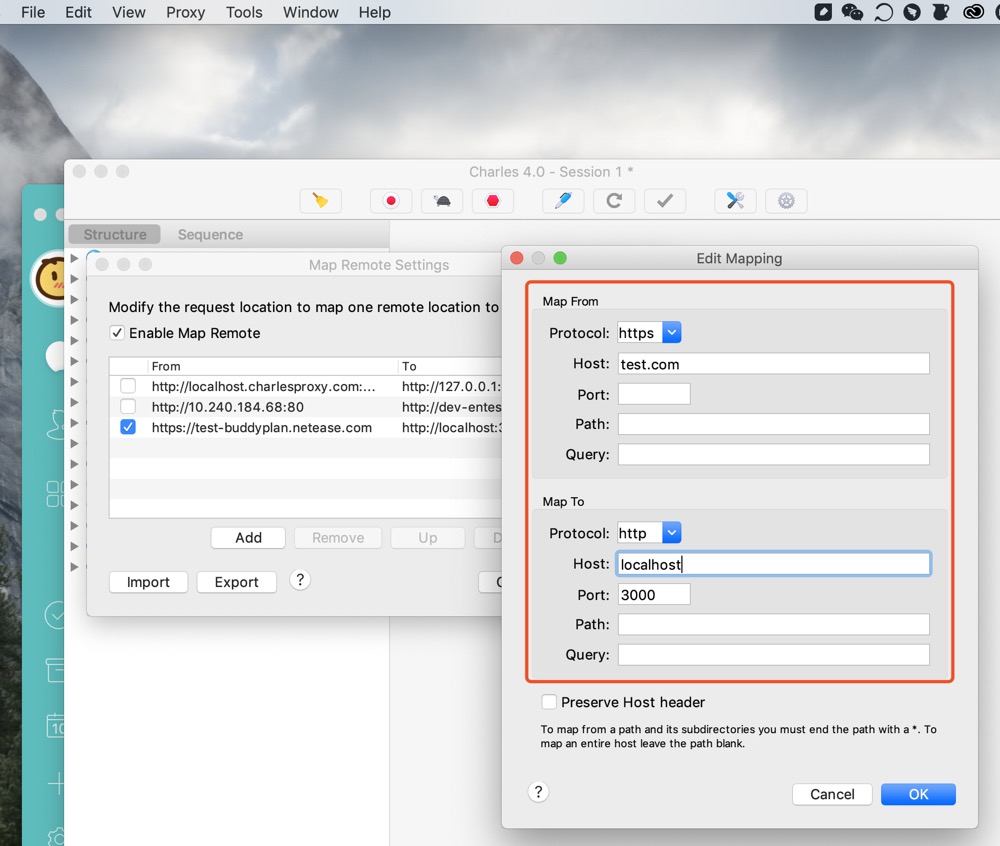 File Edit View Proxy Tools Window Help
Charles 4.0 - Session 1 *
Structure Sequence
Map Remote Settings
Modify the request location to map one remote location to
Enable Map Remote
From To
http://localhost.charlesproxy.com:... http://127.0.0.1:
http://10.240.184.68:80 http://dev-entes
https://test-buddyplan.netease.com http://localhost:3
Add Remove Up D
Import Export ?
Edit Mapping
Map From
Protocol: https
Host: test.com
Port:
Path:
Query:
Map To
Protocol: http
Host: localhost
Port: 3000
Path:
Query:
Preserve Host header
To map from a path and its subdirectories you must end the path with a *. To
map an entire host leave the path blank.
? Cancel OK
10